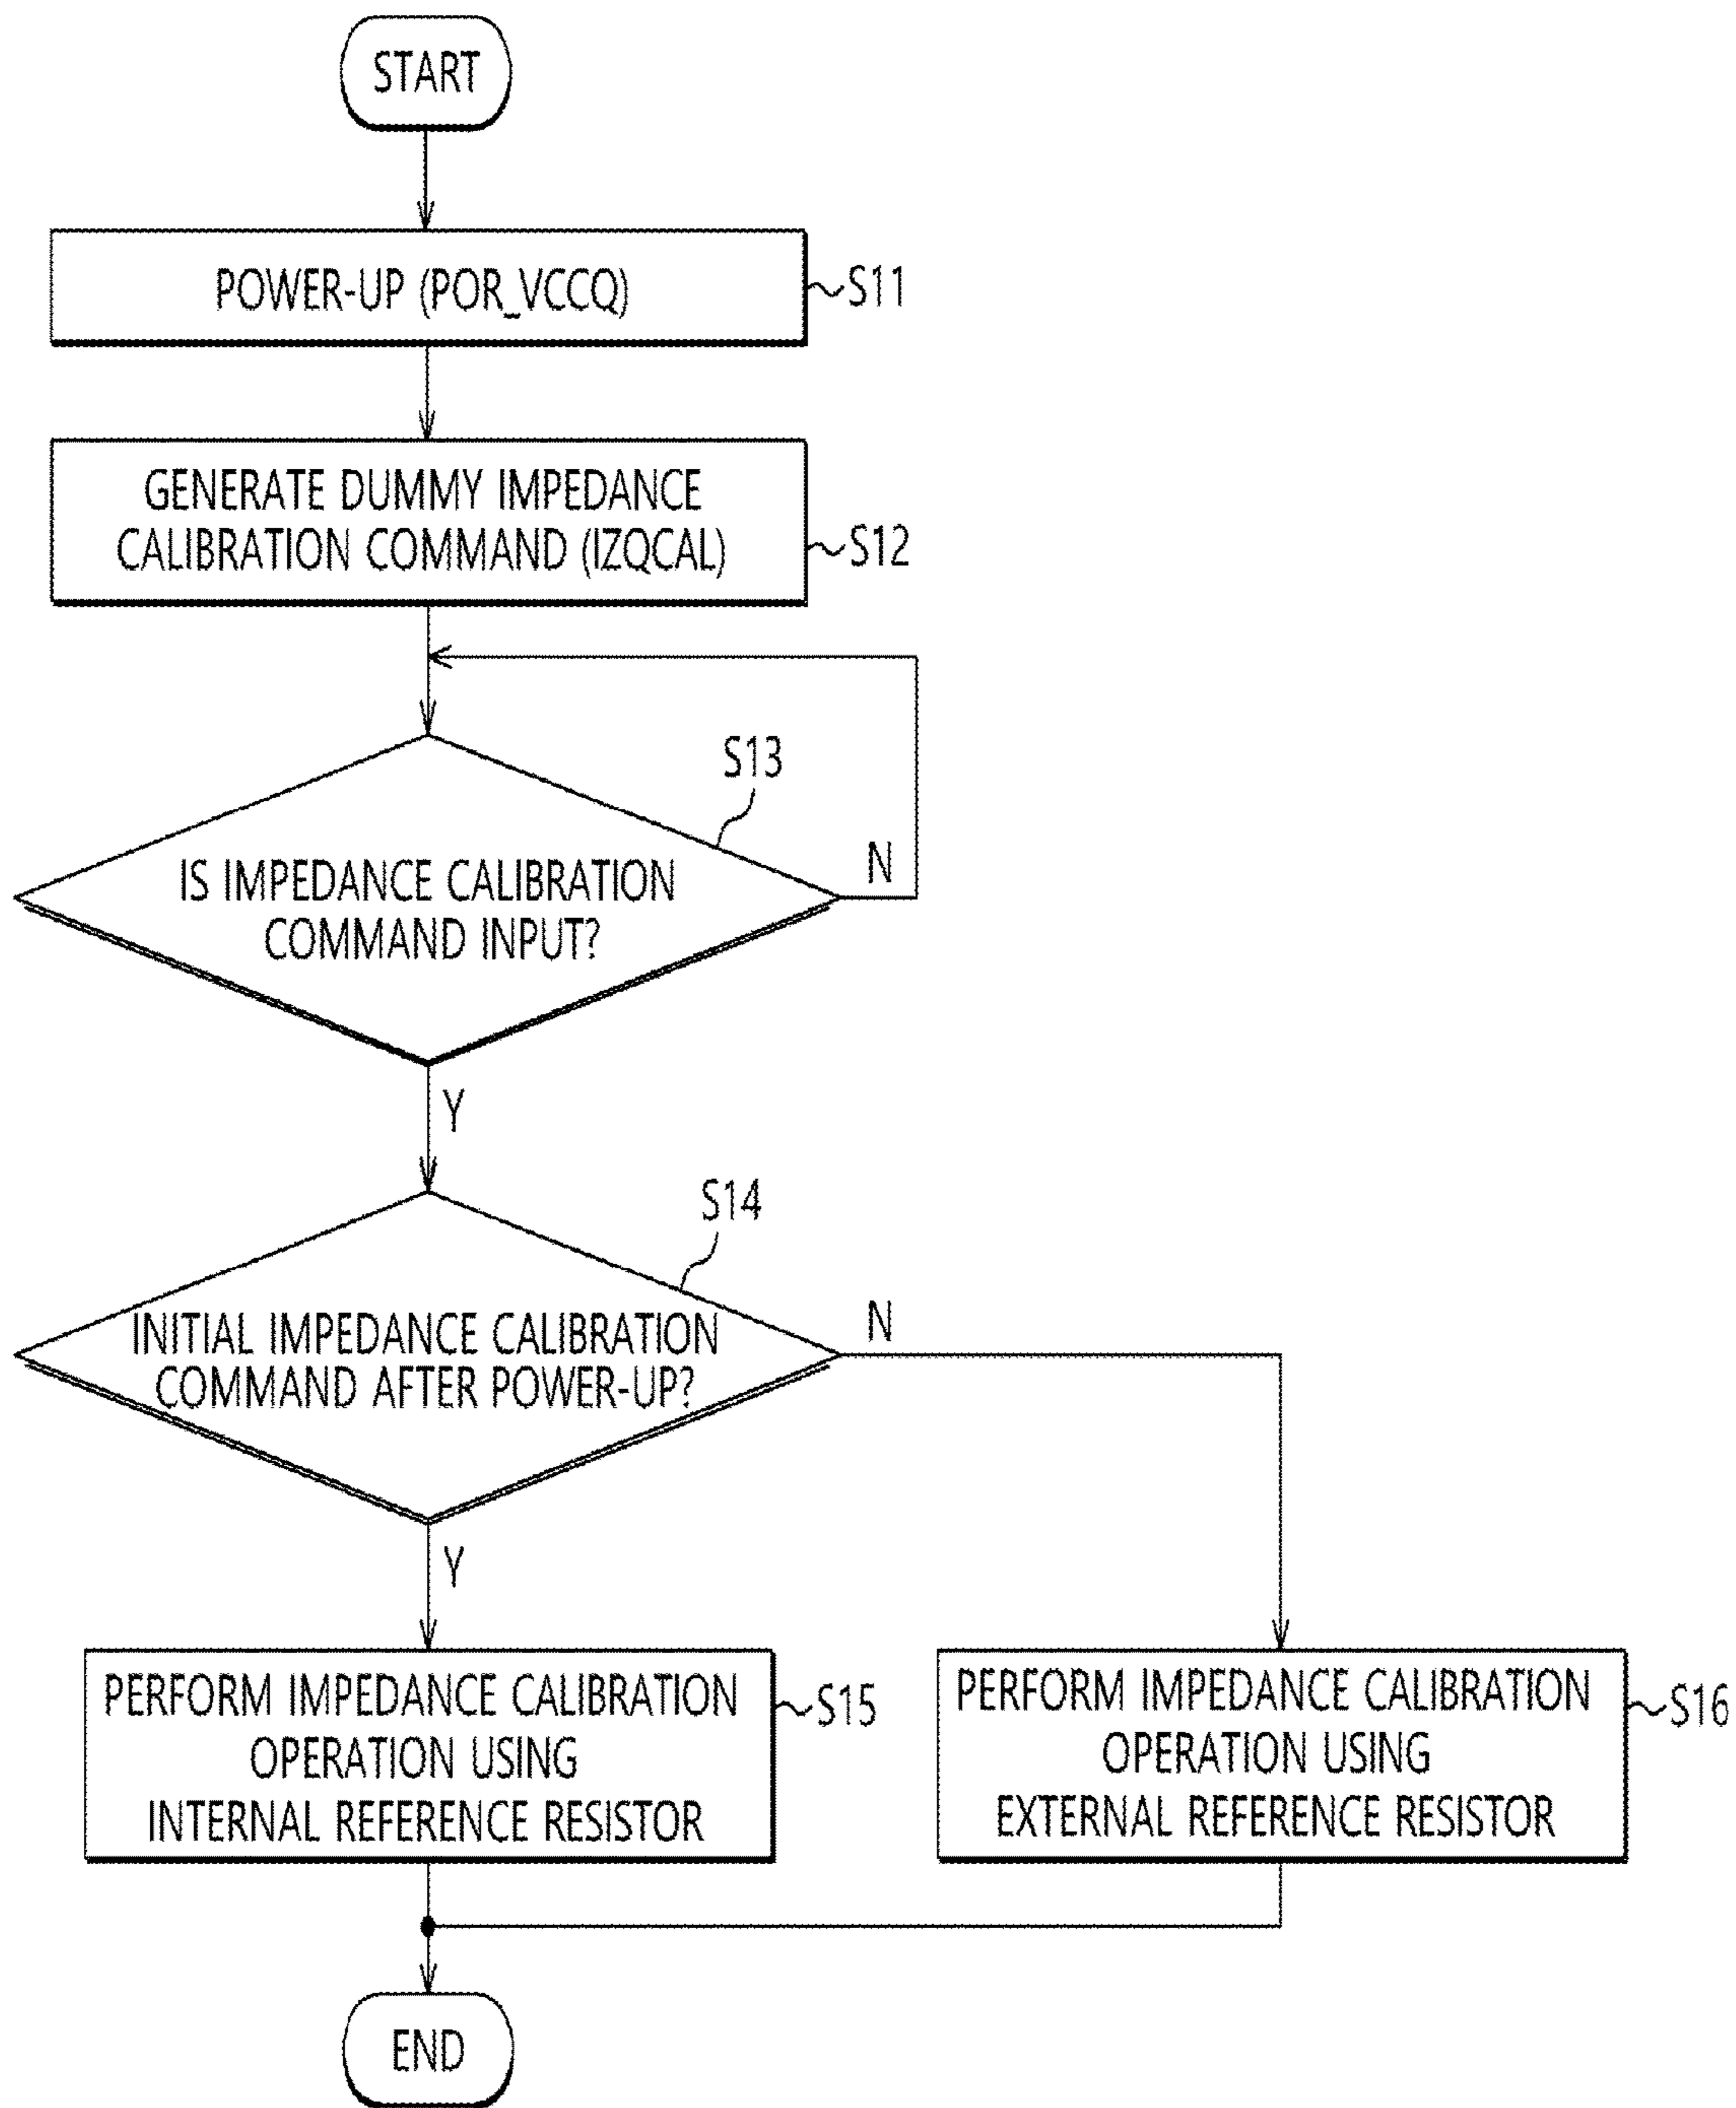 START
POWER-UP (POR_VCCQ)
S11
GENERATE DUMMY IMPEDANCE
CALIBRATION COMMAND (IZQCAL)
S12
S13
IS IMPEDANCE CALIBRATION
COMMAND INPUT?
N
Y
S14
INITIAL IMPEDANCE CALIBRATION
COMMAND AFTER POWER-UP?
N
Y
PERFORM IMPEDANCE CALIBRATION
OPERATION USING
INTERNAL REFERENCE RESISTOR
S15
PERFORM IMPEDANCE CALIBRATION
OPERATION USING
EXTERNAL REFERENCE RESISTOR
S16
END